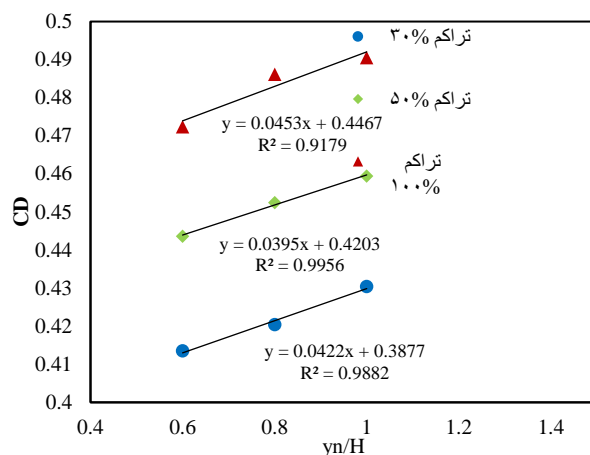 0.5
0.49
0.48
0.47
0.46
0.45
0.44
0.43
0.42
0.41
0.4
CD
تراکم %۳۰
تراکم %۵۰
y = 0.0453x + 0.4467
R² = 0.9179
تراکم
%۱۰۰
y = 0.0395x + 0.4203
R² = 0.9956
y = 0.0422x + 0.3877
R² = 0.9882
0.4 0.6 0.8 1 1.2 1.4
yn/H